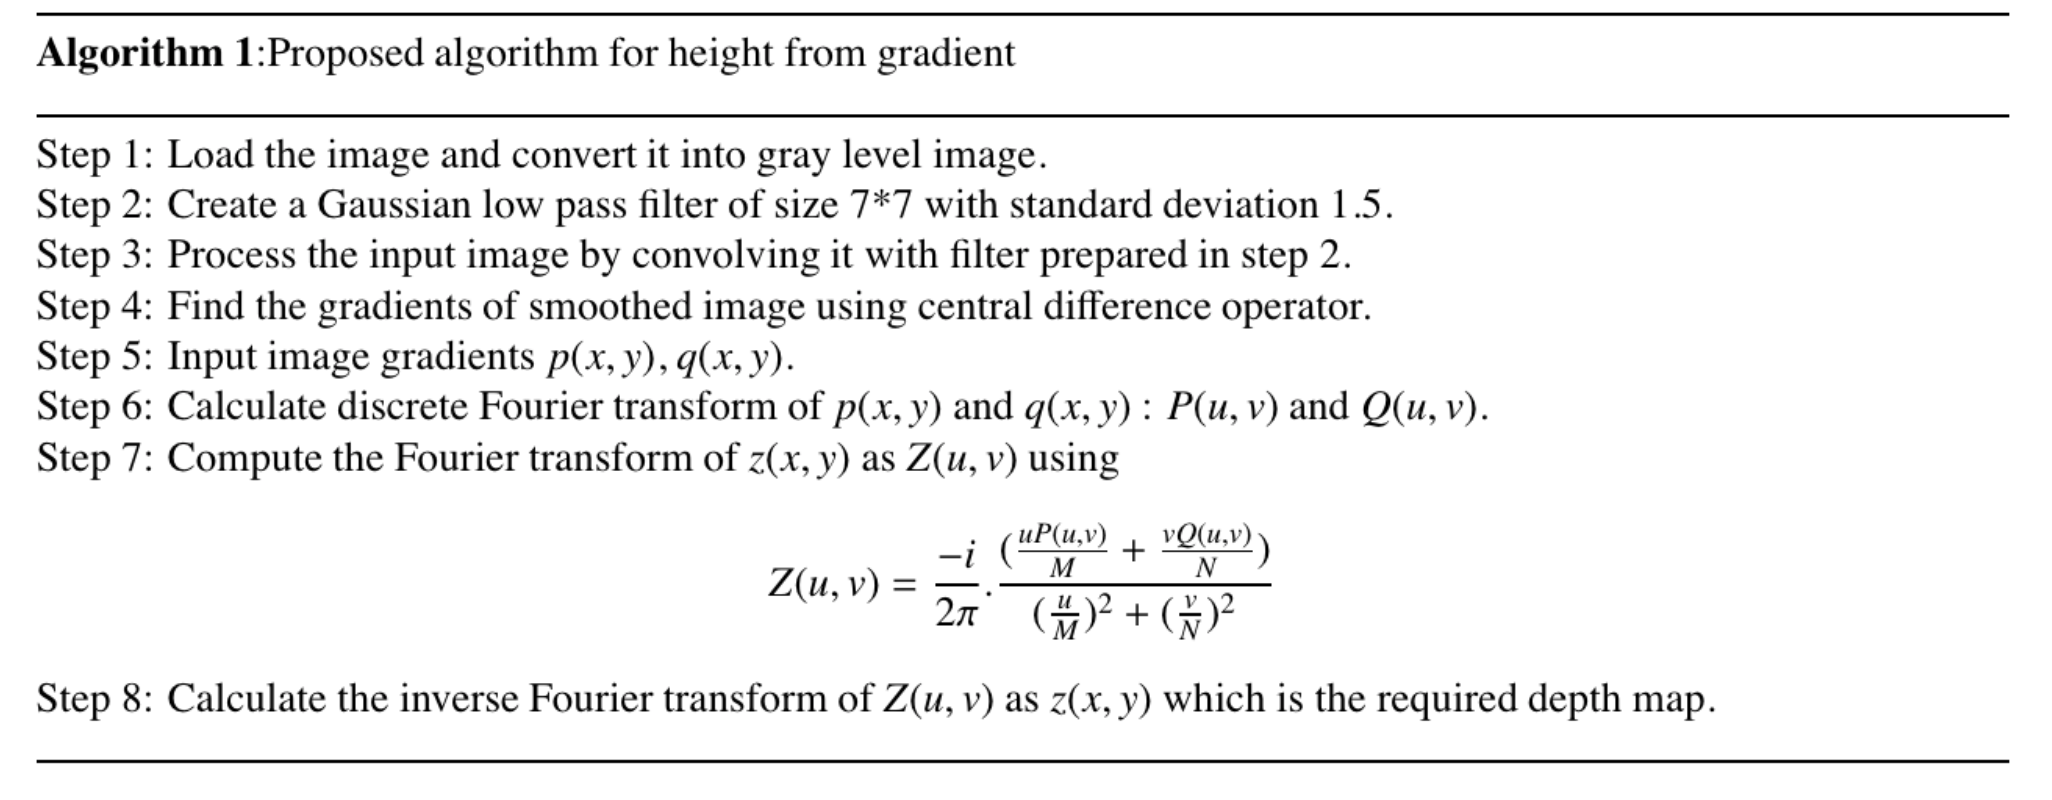 Algorithm 1:Proposed algorithm for height from gradient
Step 1: Load the image and convert it into gray level image.
Step 2: Create a Gaussian low pass filter of size 7*7 with standard deviation 1.5.
Step 3: Process the input image by convolving it with filter prepared in step 2.
Step 4: Find the gradients of smoothed image using central difference operator.
Step 5: Input image gradients p(x, y), q(x, y).
Step 6: Calculate discrete Fourier transform of p(x, y) and q(x, y) : P(u, v) and Q(u, v).
Step 7: Compute the Fourier transform of z(x, y) as Z(u, v) using
Z(u, v) = \frac{-i}{2π}.\frac{(\frac{uP(u,v)}{M} + \frac{vQ(u,v)}{N})}{(\frac{u}{M})^2 + (\frac{v}{N})^2}
Step 8: Calculate the inverse Fourier transform of Z(u, v) as z(x, y) which is the required depth map.